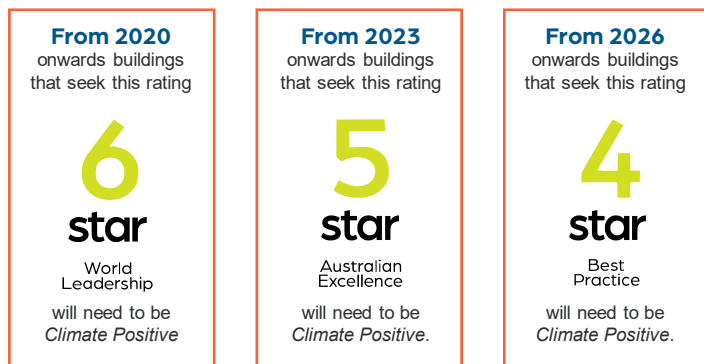 From 2020
onwards buildings
that seek this rating
6
star
World
Leadership
will need to be
Climate Positive
From 2023
onwards buildings
that seek this rating
5
star
Australian
Excellence
will need to be
Climate Positive.
From 2026
onwards buildings
that seek this rating
4
star
Best
Practice
will need to be
Climate Positive.